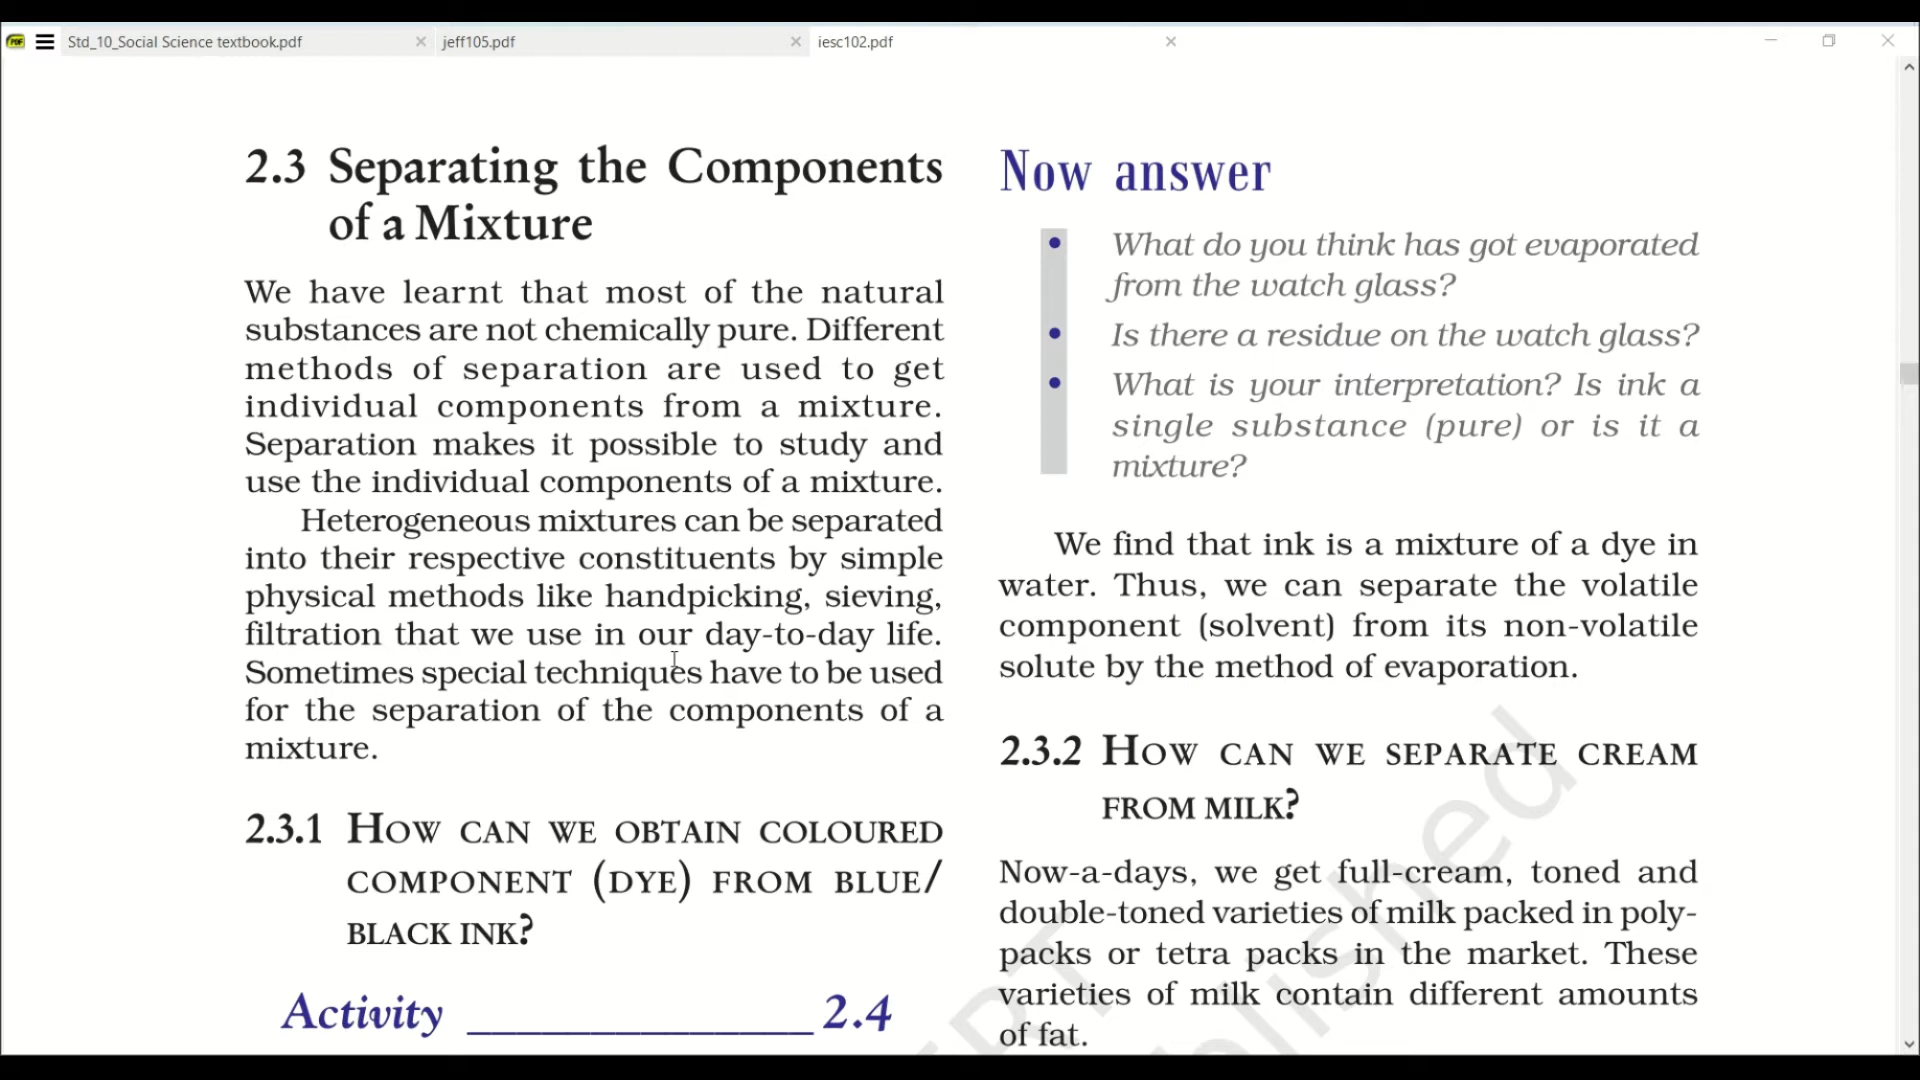 Std_10_Social Science textbook.pdf
jeff105.pdf
iesc102.pdf
2.3 Separating the Components
of a Mixture
We have learnt that most of the natural
substances are not chemically pure. Different
methods of separation are used to get
individual components from a mixture.
Separation makes it possible to study and
use the individual components of a mixture.
Heterogeneous mixtures can be separated
into their respective constituents by simple
physical methods like handpicking, sieving,
filtration that we use in our day-to-day life.
Sometimes special techniques have to be used
for the separation of the components of a
mixture.
2.3.1 HOW CAN WE OBTAIN COLOURED
COMPONENT (DYE) FROM BLUE/
BLACK INK?
Activity ________________ 2.4
Now answer
• What do you think has got evaporated
from the watch glass?
• Is there a residue on the watch glass?
• What is your interpretation? Is ink a
single substance (pure) or is it a
mixture?
We find that ink is a mixture of a dye in
water. Thus, we can separate the volatile
component (solvent) from its non-volatile
solute by the method of evaporation.
2.3.2 HOW CAN WE SEPARATE CREAM
FROM MILK?
Now-a-days, we get full-cream, toned and
double-toned varieties of milk packed in poly-
packs or tetra packs in the market. These
varieties of milk contain different amounts
of fat.